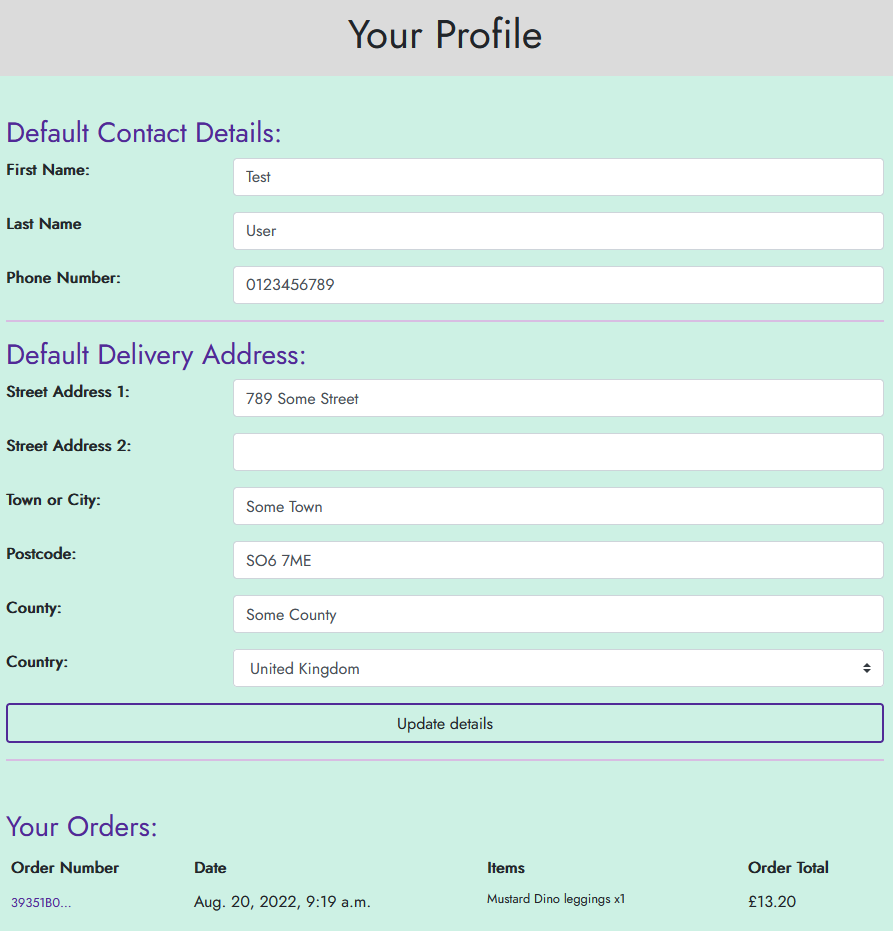 Your Profile
Default Contact Details:
First Name:
Test
Last Name
User
Phone Number:
0123456789
Default Delivery Address:
Street Address 1:
789 Some Street
Street Address 2:
Town or City:
Some Town
Postcode:
SO6 7ME
County:
Some County
Country:
United Kingdom
Update details
Your Orders:
Order Number Date Items Order Total
39351B0... Aug. 20, 2022, 9:19 a.m. Mustard Dino leggings x1 £13.20